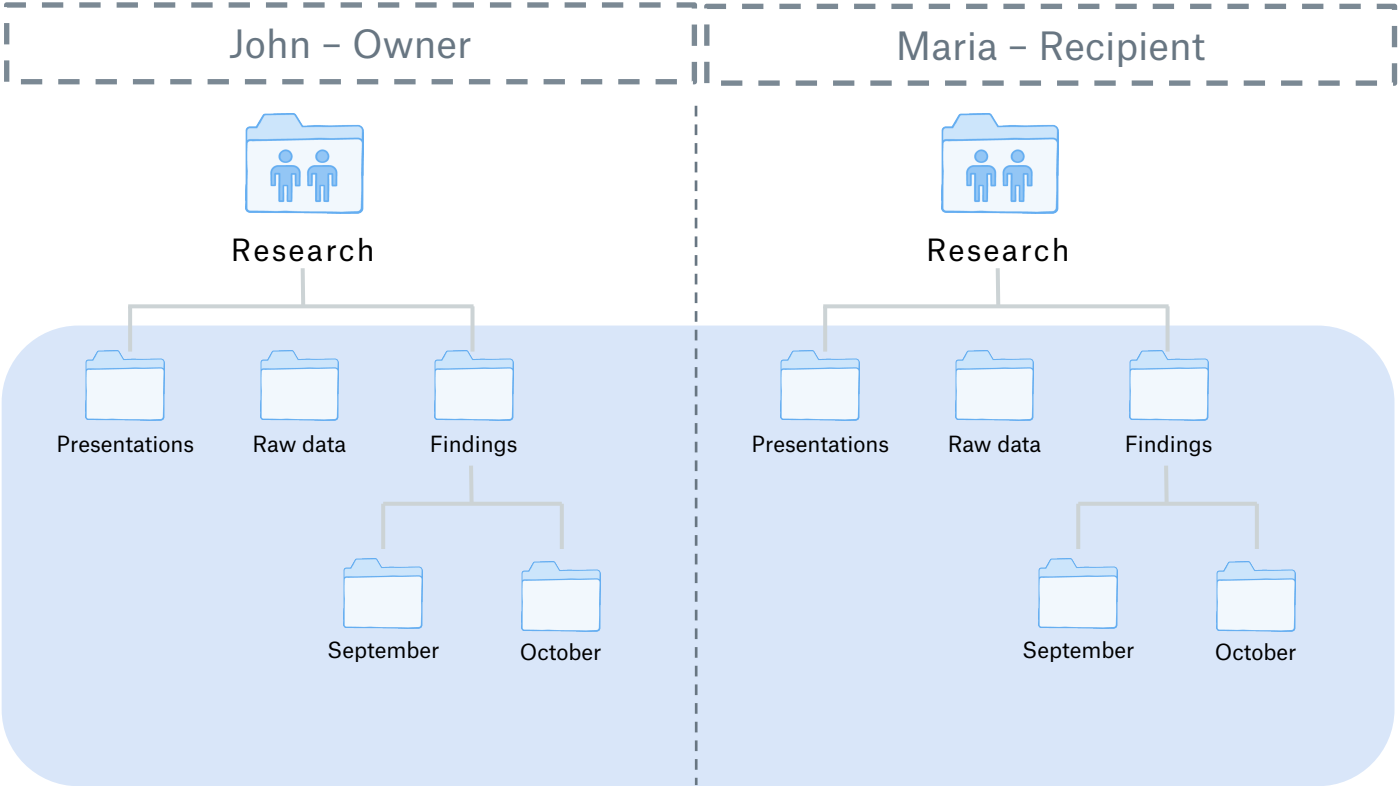 John – Owner
Maria – Recipient
Research
Research
Presentations
Raw data
Findings
Presentations
Raw data
Findings
September
October
September
October